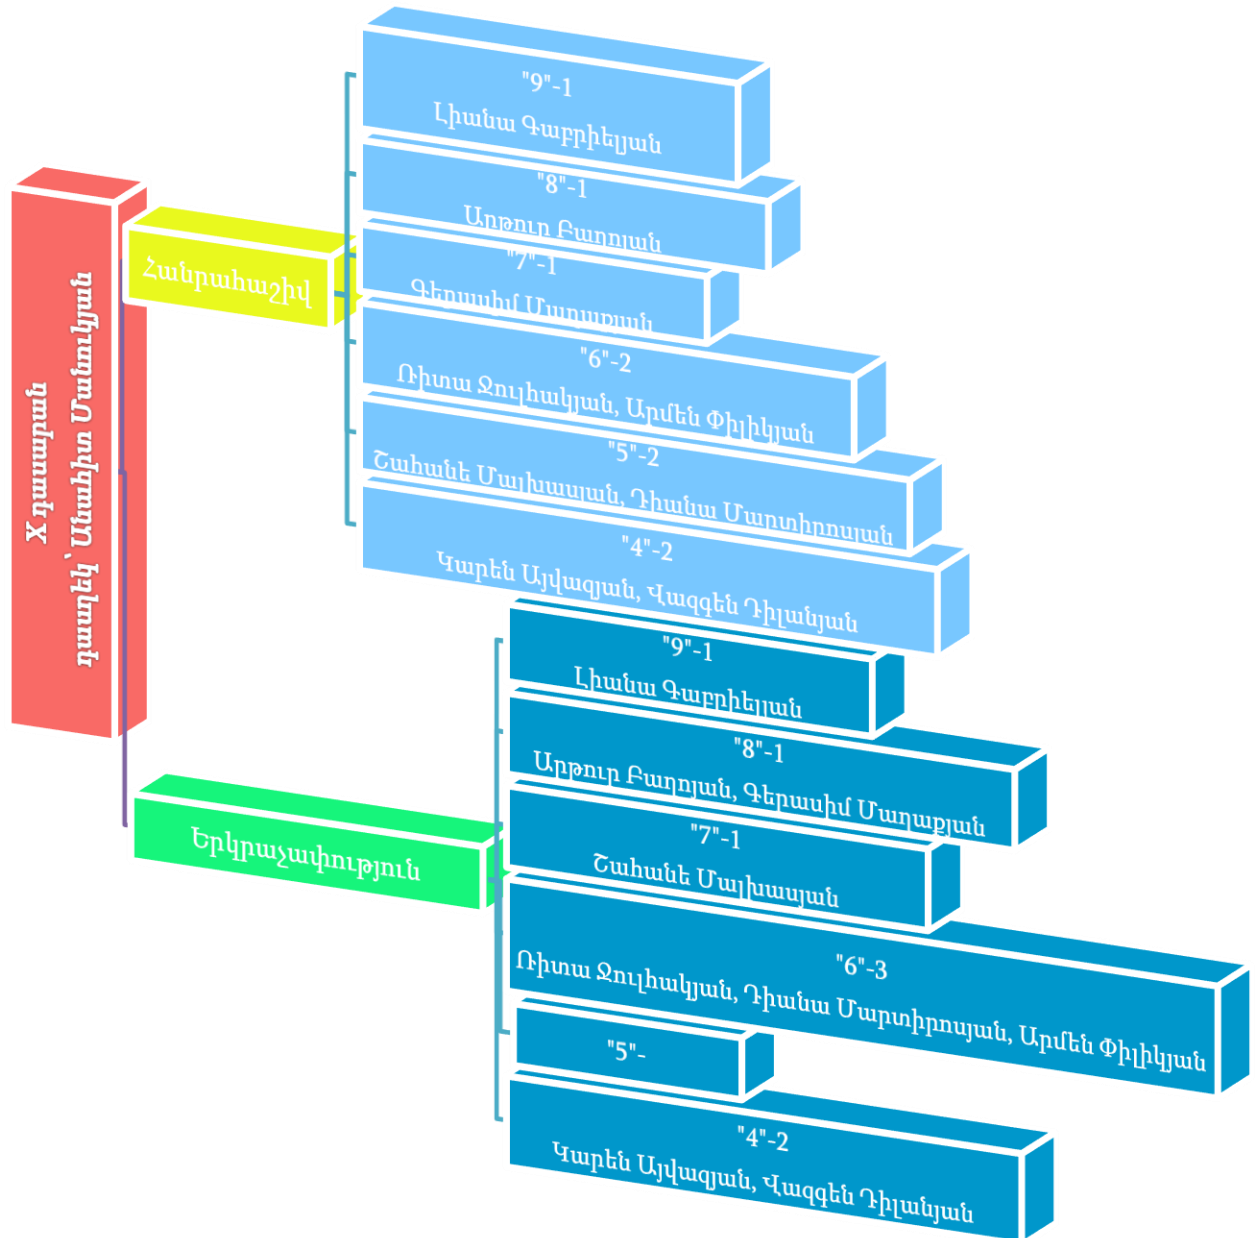 X դասարան
դասղեկ՝ Անահիտ Մանուկյան
Հանրահաշիվ
"9"-1
Լիանա Գաբրիելյան
"8"-1
Արթուր Բաղոյան
"7"-1
Գերասիմ Մաղաքյան
"6"-2
Ռիտա Ջուլհակյան, Արմեն Փիլիկյան
"5"-2
Շահանե Մալխասյան, Դիանա Մարտիրոսյան
"4"-2
Կարեն Այվազյան, Վազգեն Դիլանյան
Երկրաչափություն
"9"-1
Լիանա Գաբրիելյան
"8"-1
Արթուր Բաղոյան, Գերասիմ Մաղաքյան
"7"-1
Շահանե Մալխասյան
"6"-3
Ռիտա Ջուլհակյան, Դիանա Մարտիրոսյան, Արմեն Փիլիկյան
"5"-
"4"-2
Կարեն Այվազյան, Վազգեն Դիլանյան